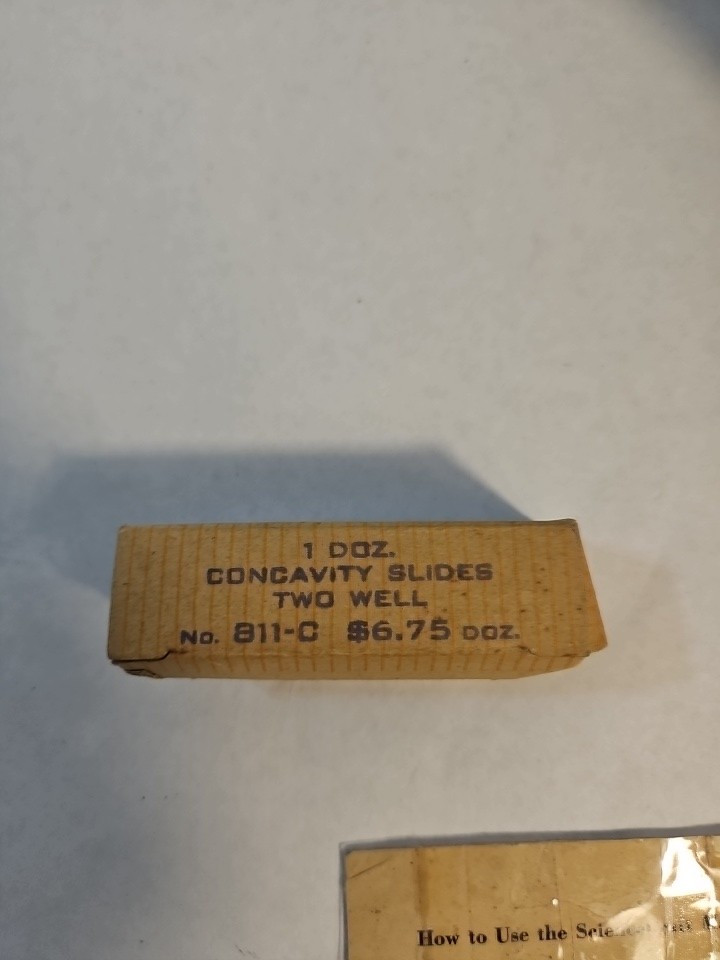 1 DOZ.
CONCAVITY SLIDES
TWO WELL
No. 811-C $6.75 DOZ.
How to Use the